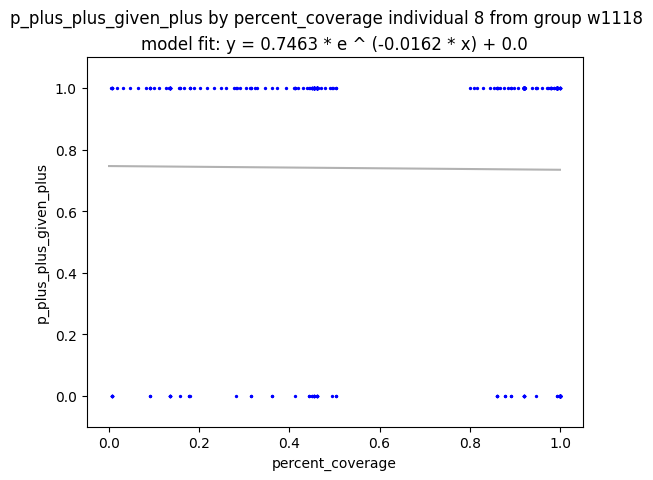 p_plus_plus_given_plus by percent_coverage individual 8 from group w1118
model fit: y = 0.7463 * e ^ (-0.0162 * x) + 0.0
p_plus_plus_given_plus
1.0
0.8
0.6
0.4
0.2
0.0
0.0 0.2 0.4 0.6 0.8 1.0
percent_coverage